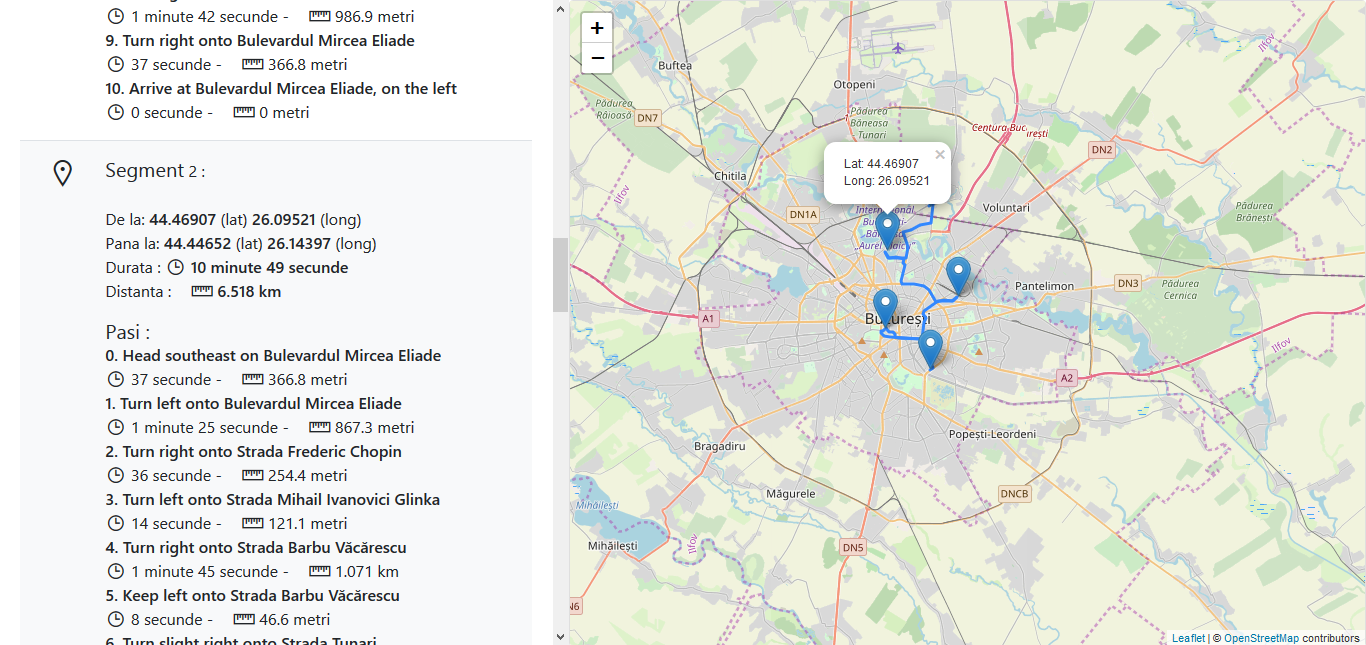 1 minute 42 secunde - 986.9 metri
9. Turn right onto Bulevardul Mircea Eliade
37 secunde - 366.8 metri
10. Arrive at Bulevardul Mircea Eliade, on the left
0 secunde - 0 metri
Segment 2 :
De la: 44.46907 (lat) 26.09521 (long)
Pana la: 44.44652 (lat) 26.14397 (long)
Durata : 10 minute 49 secunde
Distanta : 6.518 km
Pasi :
0. Head southeast on Bulevardul Mircea Eliade
37 secunde - 366.8 metri
1. Turn left onto Bulevardul Mircea Eliade
1 minute 25 secunde - 867.3 metri
2. Turn right onto Strada Frederic Chopin
36 secunde - 254.4 metri
3. Turn left onto Strada Mihail Ivanovici Glinka
14 secunde - 121.1 metri
4. Turn right onto Strada Barbu Văcărescu
1 minute 45 secunde - 1.071 km
5. Keep left onto Strada Barbu Văcărescu
8 secunde - 46.6 metri
6. Turn slight right onto Strada Tunari
+
−
Buftea
Otopeni
Ilfov
Pădurea
Râioasă
DN7
Pădurea
Băneasa
Tunari
Centura București
DN2
Lat: 44.46907
Long: 26.09521
×
Chitila
Ilfov
DN1A
Internațional
Voluntari
Pădurea
Brănești
„Aurel Vlaicu”
Pantelimon
DN3
Pădurea
Cernica
A1
București
Ilfov
A2
Popești-Leordeni
Bragadiru
Măgurele
DNCB
Mihăilești
Mihăilești
Ilfov
DN5
N6
Leaflet | © OpenStreetMap contributors